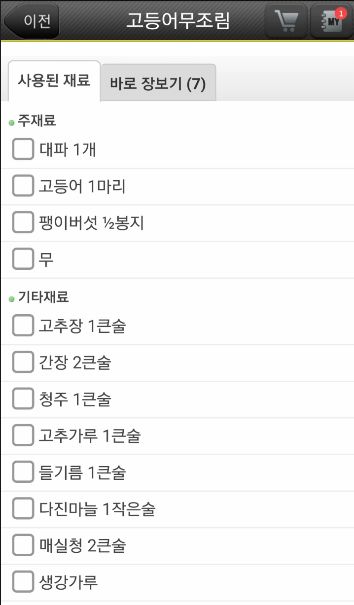 이전
고등어무조림
MY
1
사용된 재료
바로 장보기 (7)
주재료
대파 1개
고등어 1마리
팽이버섯 ½봉지
무
기타재료
고추장 1큰술
간장 2큰술
청주 1큰술
고추가루 1큰술
들기름 1큰술
다진마늘 1작은술
매실청 2큰술
생강가루